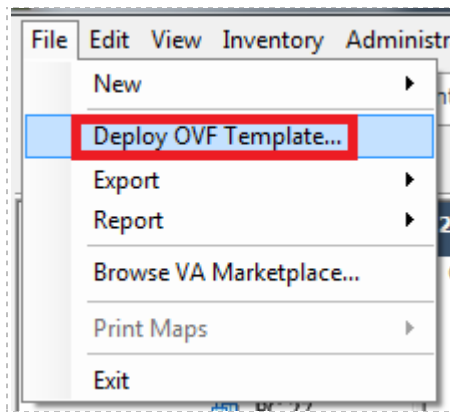 File Edit View Inventory Administr
New
Deploy OVF Template...
Export
Report
Browse VA Marketplace...
Print Maps
Exit